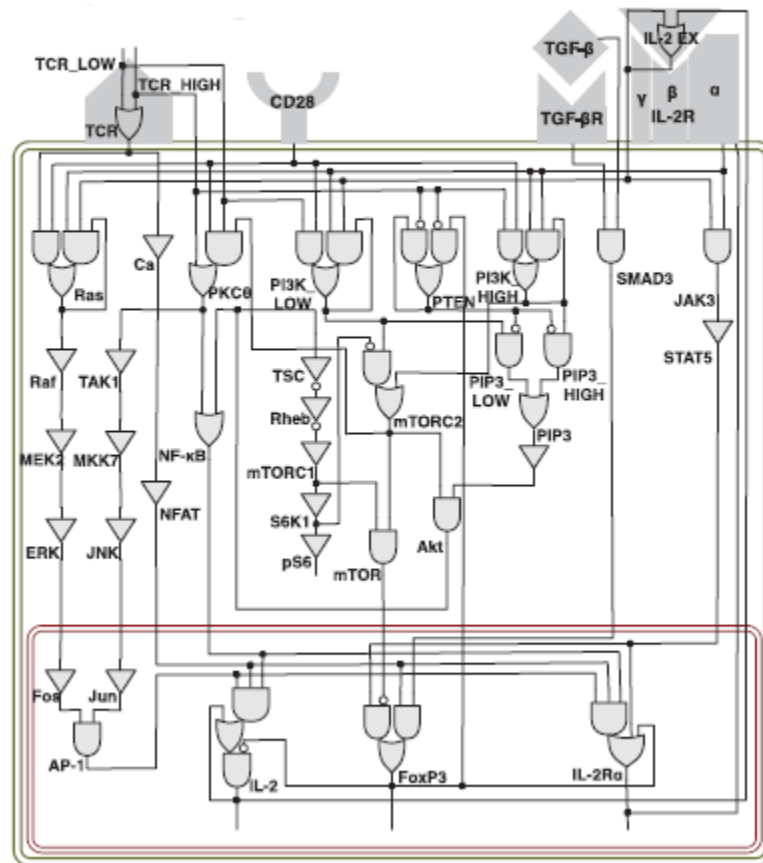 IL-2 EX
TGF-β
TCR_LOW
TCR_HIGH
CD28
γ β α
TGF-βR
IL-2R
TCR
Ca
Ras
PKCθ
PI3K_
LOW
PTEN
PI3K_
HIGH
SMAD3
JAK3
STAT5
Raf
TAK1
TSC
PIP3_
LOW
PIP3_
HIGH
Rheb
mTORC2
PIP3
MEK2
MKK7
NF-κB
mTORC1
NFAT
S6K1
Akt
ERK
JNK
pS6
mTOR
Fos
Jun
AP-1
IL-2
FoxP3
IL-2Rα